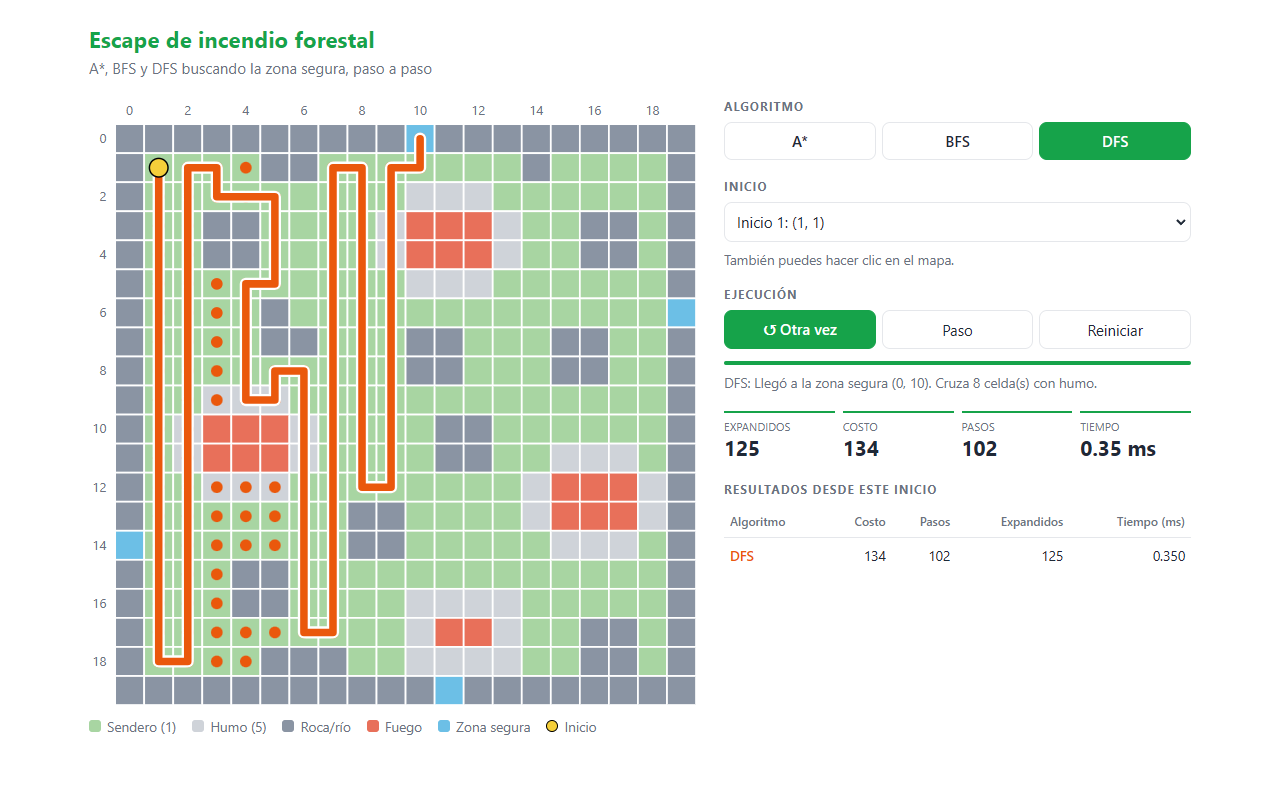 Escape de incendio forestal
A*, BFS y DFS buscando la zona segura, paso a paso
0 2 4 6 8 10 12 14 16 18
0
2
4
6
8
10
12
14
16
18
Sendero (1) Humo (5) Roca/río Fuego Zona segura Inicio
ALGORITMO
A* BFS DFS
INICIO
Inicio 1: (1, 1)
También puedes hacer clic en el mapa.
EJECUCIÓN
↺ Otra vez Paso Reiniciar
DFS: Llegó a la zona segura (0, 10). Cruza 8 celda(s) con humo.
EXPANDIDOS COSTO PASOS TIEMPO
125 134 102 0.35 ms
RESULTADOS DESDE ESTE INICIO
Algoritmo Costo Pasos Expandidos Tiempo (ms)
DFS 134 102 125 0.350